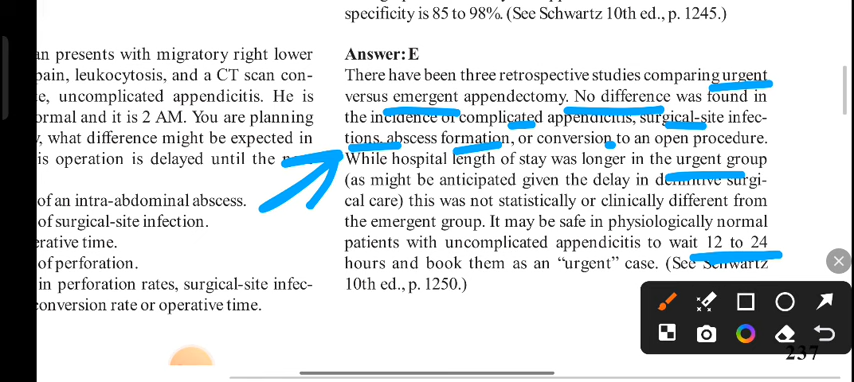 specificity is 85 to 98%. (See Schwartz 10th ed., p. 1245.)
an presents with migratory right lower
pain, leukocytosis, and a CT scan con-
e, uncomplicated appendicitis. He is
ormal and it is 2 AM. You are planning
, what difference might be expected in
is operation is delayed until the
of an intra-abdominal abscess.
of surgical-site infection.
erative time.
of perforation.
in perforation rates, surgical-site infec-
conversion rate or operative time.
Answer: E
There have been three retrospective studies comparing urgent
versus emergent appendectomy. No difference was found in
the incidence of complicated appendicitis, surgical-site infec-
tions, abscess formation, or conversion to an open procedure.
While hospital length of stay was longer in the urgent group
(as might be anticipated given the delay in definitive surgi-
cal care) this was not statistically or clinically different from
the emergent group. It may be safe in physiologically normal
patients with uncomplicated appendicitis to wait 12 to 24
hours and book them as an “urgent” case. (See Schwartz
10th ed., p. 1250.)
237